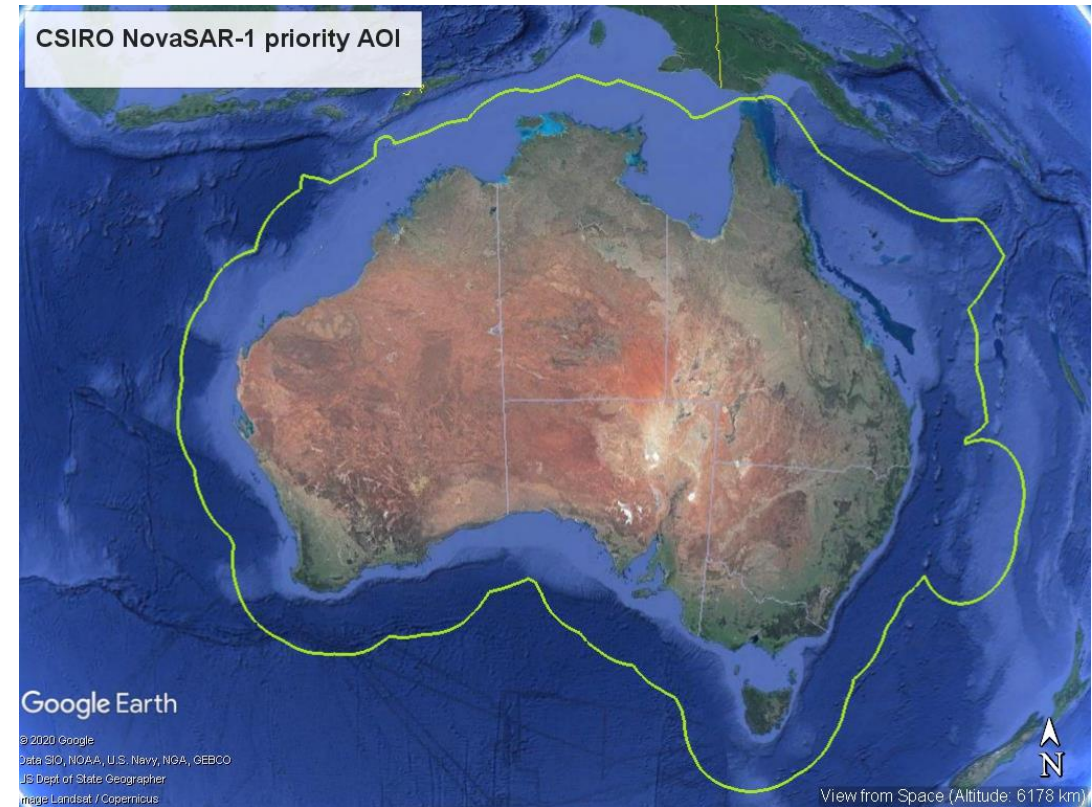 CSIRO NovaSAR-1 priority AOI
Google Earth
© 2020 Google
Data SIO, NOAA, U.S. Navy, NGA, GEBCO
US Dept of State Geographer
Image Landsat / Copernicus
N
View from Space (Altitude: 6178 km)